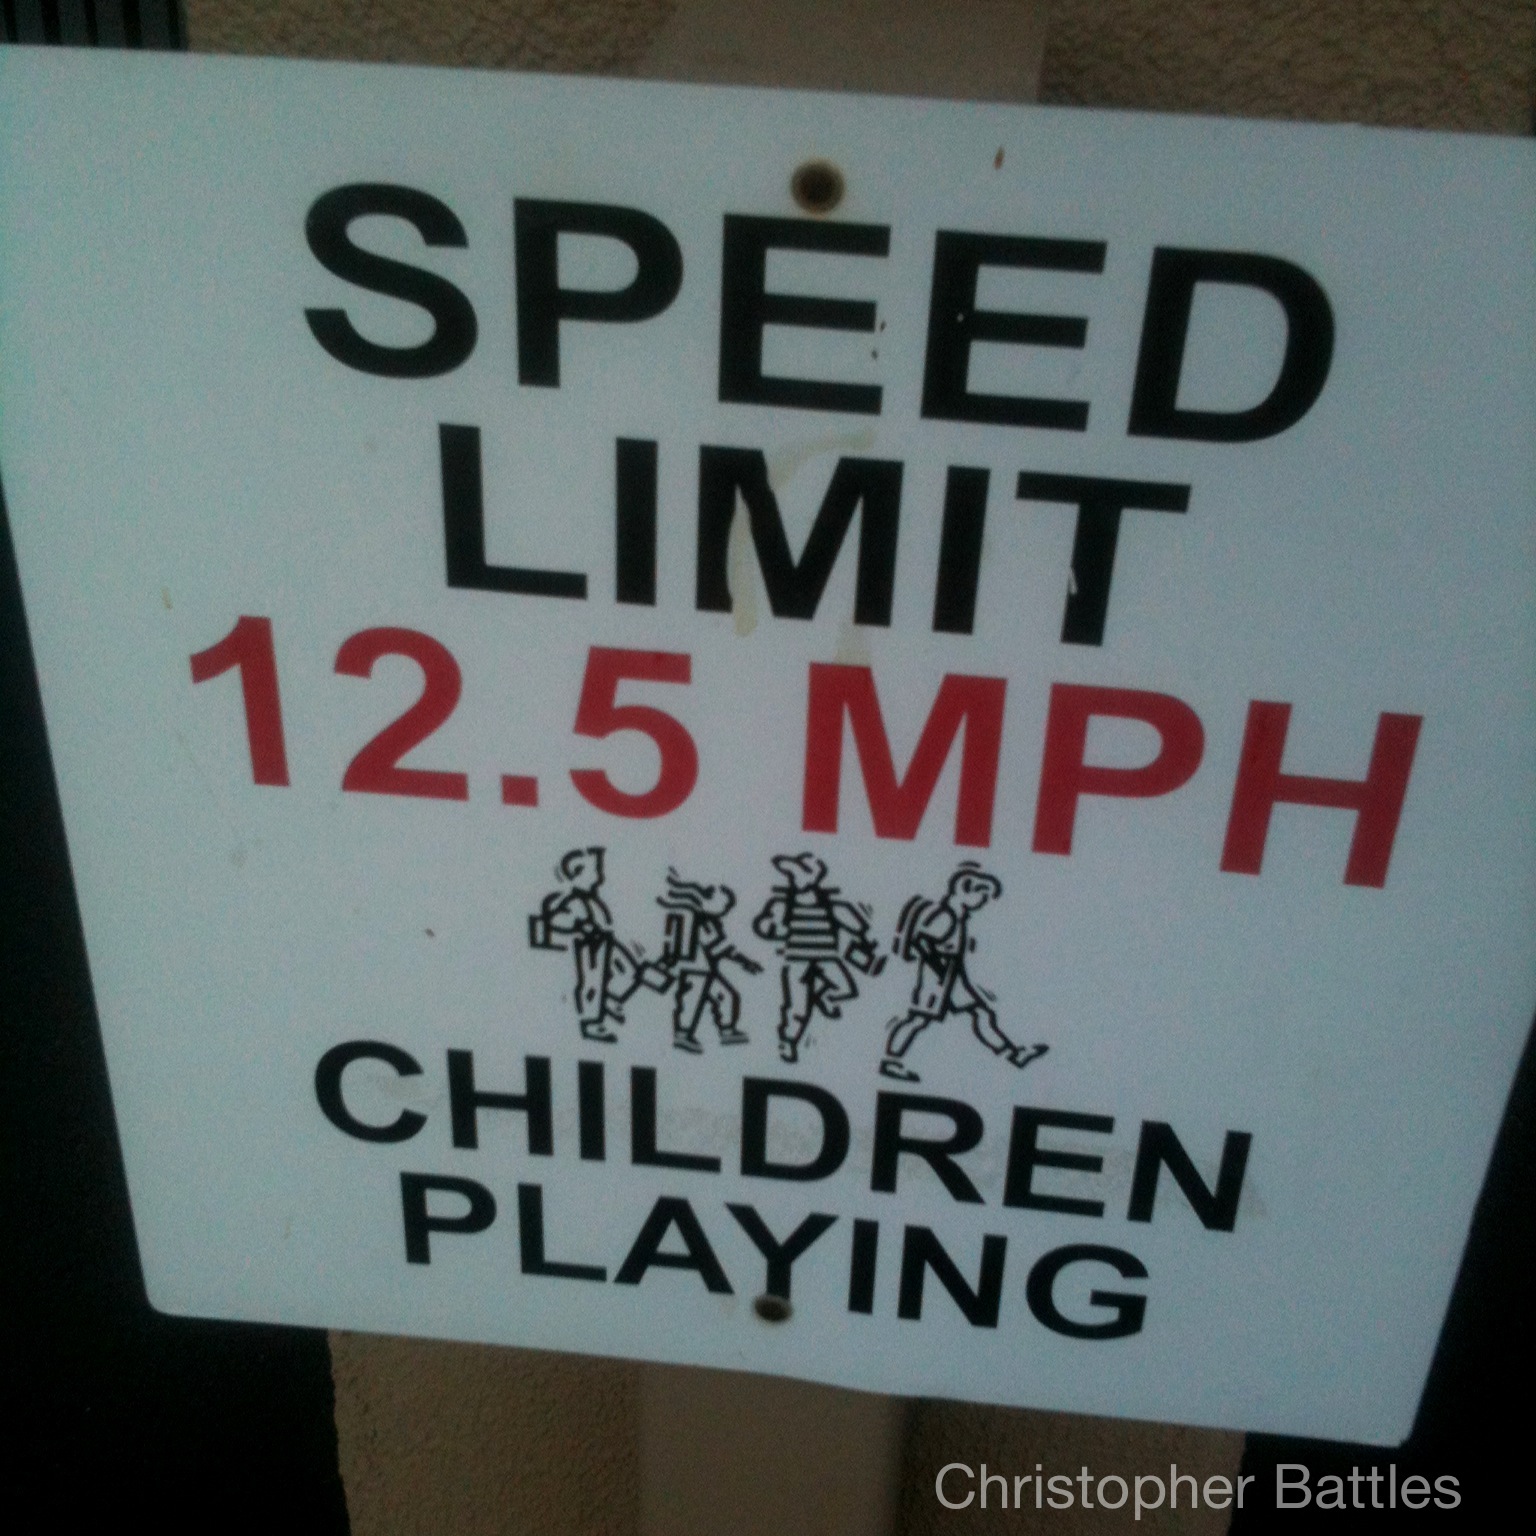 SPEED
LIMIT
12.5 MPH
CHILDREN
PLAYING
Christopher Battles